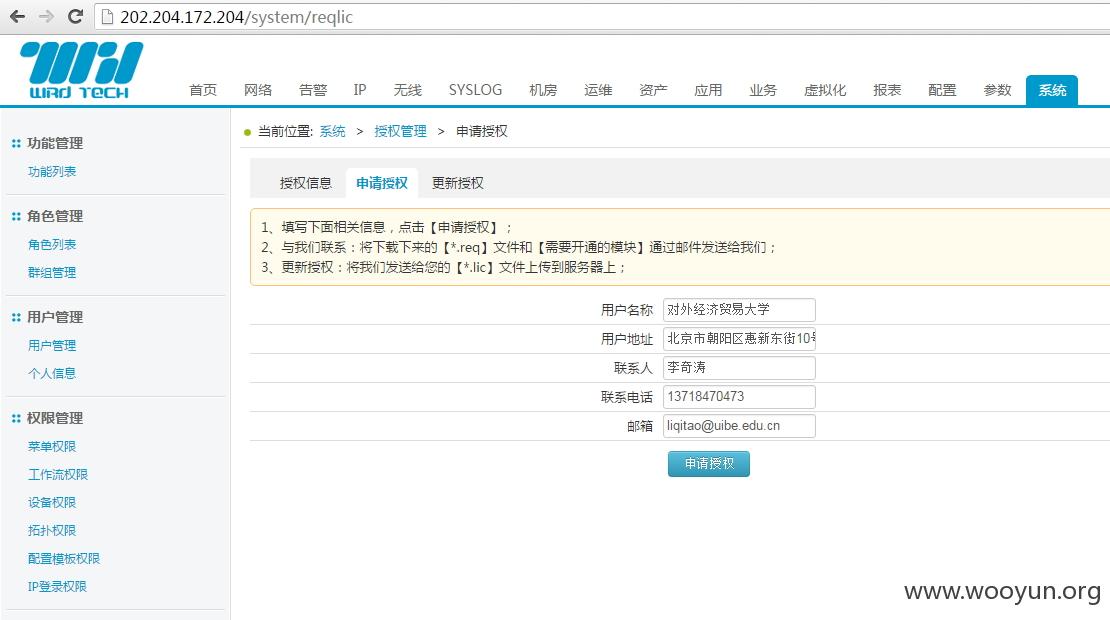 202.204.172.204/system/reqlic
WRD TECH
首页 网络 告警 IP 无线 SYSLOG 机房 运维 资产 应用 业务 虚拟化 报表 配置 参数 系统
当前位置: 系统 > 授权管理 > 申请授权
功能管理
功能列表
角色管理
角色列表
群组管理
用户管理
用户管理
个人信息
权限管理
菜单权限
工作流权限
设备权限
拓扑权限
配置模板权限
IP登录权限
授权信息 申请授权 更新授权
1、填写下面相关信息，点击【申请授权】；
2、与我们联系：将下载下来的【*.req】文件和【需要开通的模块】通过邮件发送给我们；
3、更新授权：将我们发送给您的【*.lic】文件上传到服务器上；
用户名称 对外经济贸易大学
用户地址 北京市朝阳区惠新东街10号
联系人 李奇涛
联系电话 13718470473
邮箱 liqitao@uibe.edu.cn
申请授权
www.wooyun.org